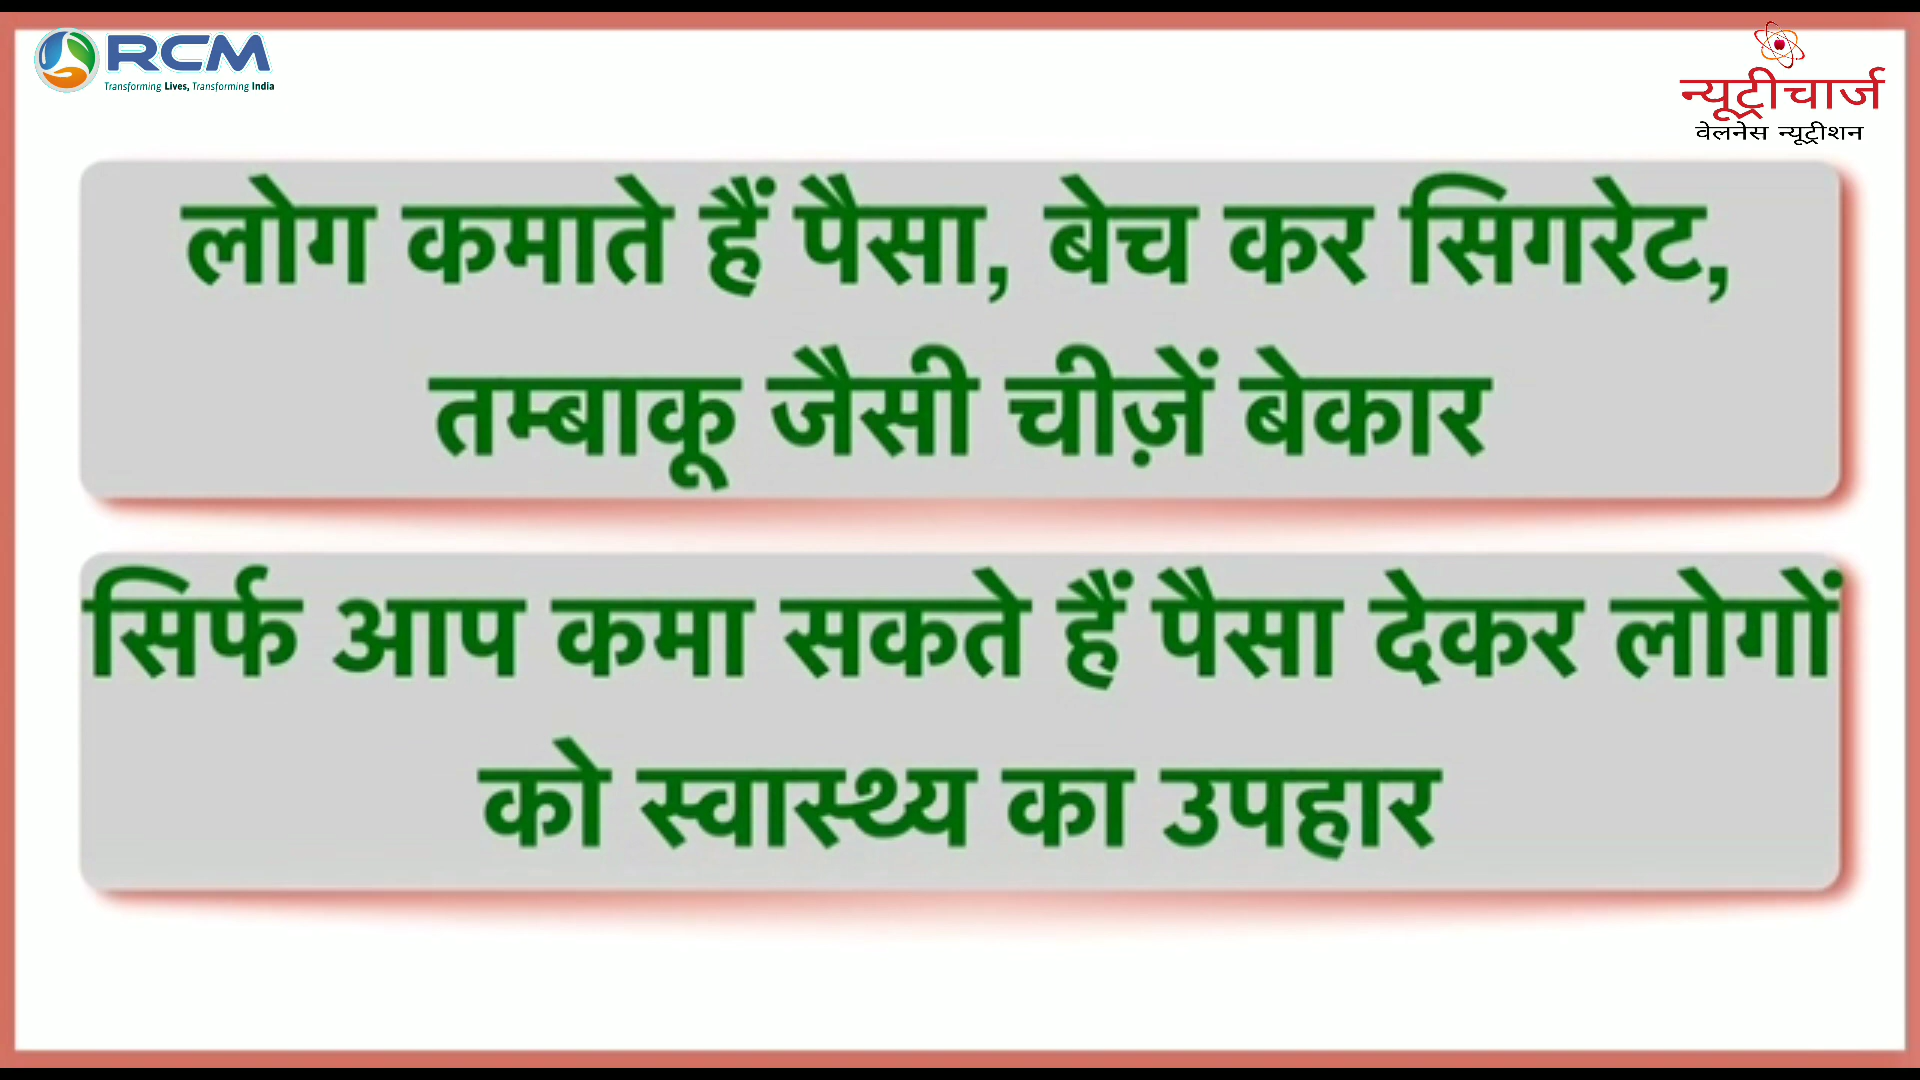 RCM
Transforming Lives, Transforming India
न्यूट्रीचार्ज
वेलनेस न्यूट्रीशन
लोग कमाते हैं पैसा, बेच कर सिगरेट,
तम्बाकू जैसी चीज़ें बेकार
सिर्फ आप कमा सकते हैं पैसा देकर लोगों
को स्वास्थ्य का उपहार